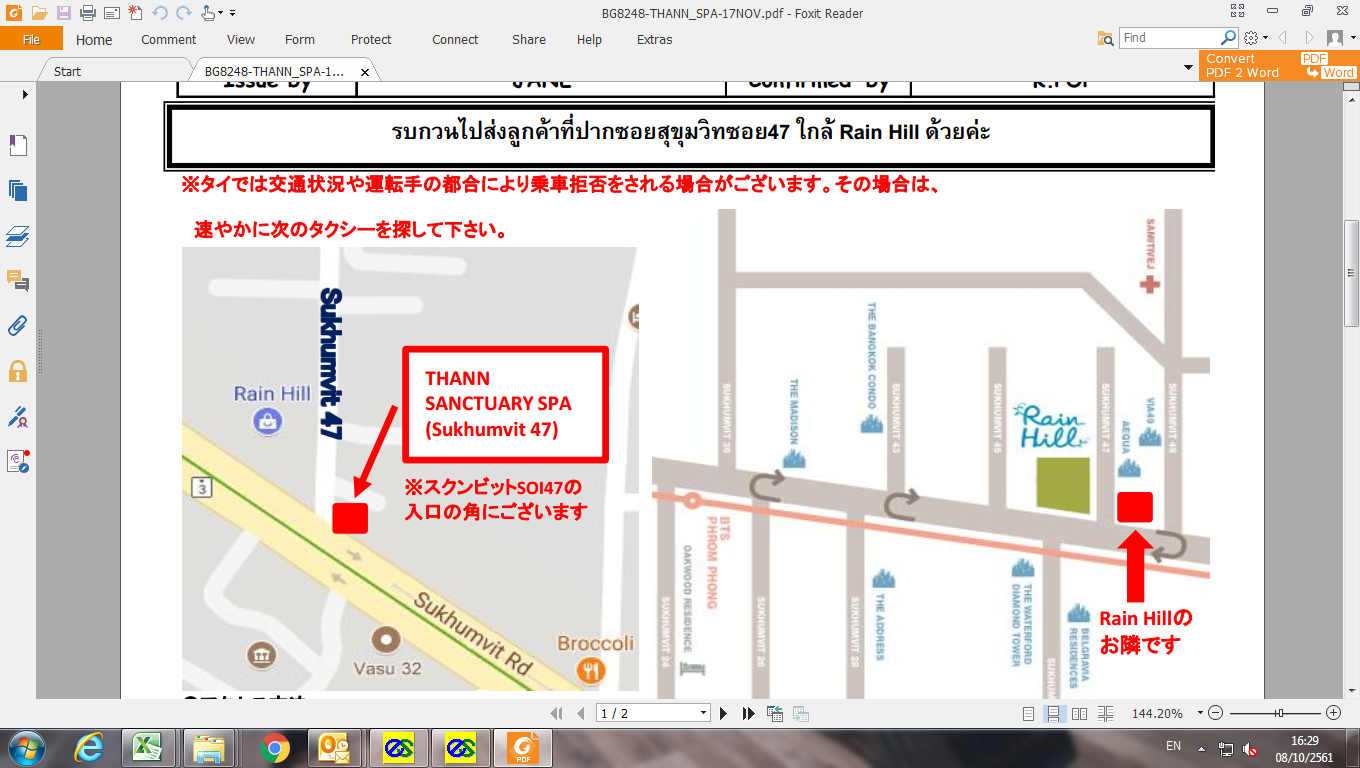 BG8248-THANN_SPA-17NOV.pdf - Foxit Reader
File Home Comment View Form Protect Connect Share Help Extras
Find
Start
BG8248-THANN_SPA-1...
Convert
PDF 2 Word
PDF
Word
Issue by JANE Confirmed by
รบกวนไปส่งลูกค้าที่ปากซอยสุขุมวิทซอย47 ใกล้ Rain Hill ด้วยค่ะ
※タイでは交通状況や運転手の都合により乗車拒否をされる場合がございます。その場合は、
速やかに次のタクシーを探して下さい。
Sukhumvit 47
Rain Hill
3
THANN
SANCTUARY SPA
(Sukhumvit 47)
※スクンビットSOI47の
入口の角にございます
Sukhumvit Rd
Vasu 32
Broccoli
SAMITIVEJ
THE BANGKOK CONDO
THE MADISON
SUKHUMVIT 39
SUKHUMVIT 43
SUKHUMVIT 45
Rain
Hill
SUKHUMVIT 47
AEQUA
VIA49
SUKHUMVIT 49
BTS
PHROM PHONG
OAKWOOD RESIDENCE
SUKHUMVIT 24
SUKHUMVIT 26
SUKHUMVIT 28
THE ADDRESS
THE WATERFORD
DIAMOND TOWER
SUKHUMVIT
BELGRAVIA
RESIDENCES
Rain Hillの
お隣です
1 / 2
144.20%
PDF
EN
16:29
08/10/2561